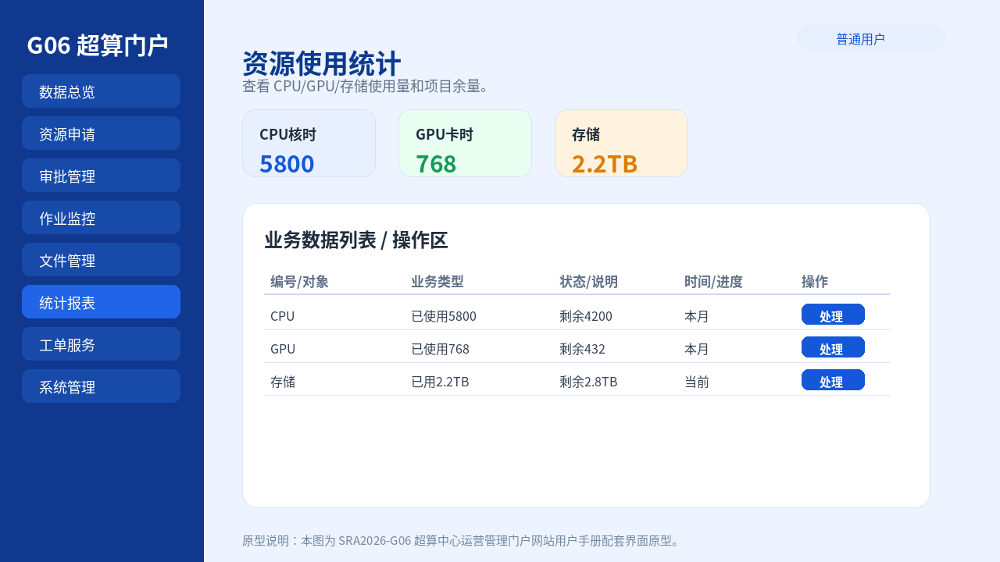 G06 超算门户
数据总览
资源申请
审批管理
作业监控
文件管理
统计报表
工单服务
系统管理
普通用户
资源使用统计
查看 CPU/GPU/存储使用量和项目余量。
CPU核时
5800
GPU卡时
768
存储
2.2TB
业务数据列表 / 操作区
编号/对象 业务类型 状态/说明 时间/进度 操作
CPU 已使用5800 剩余4200 本月 处理
GPU 已使用768 剩余432 本月 处理
存储 已用2.2TB 剩余2.8TB 当前 处理
原型说明：本图为 SRA2026-G06 超算中心运营管理门户网站用户手册配套界面原型。